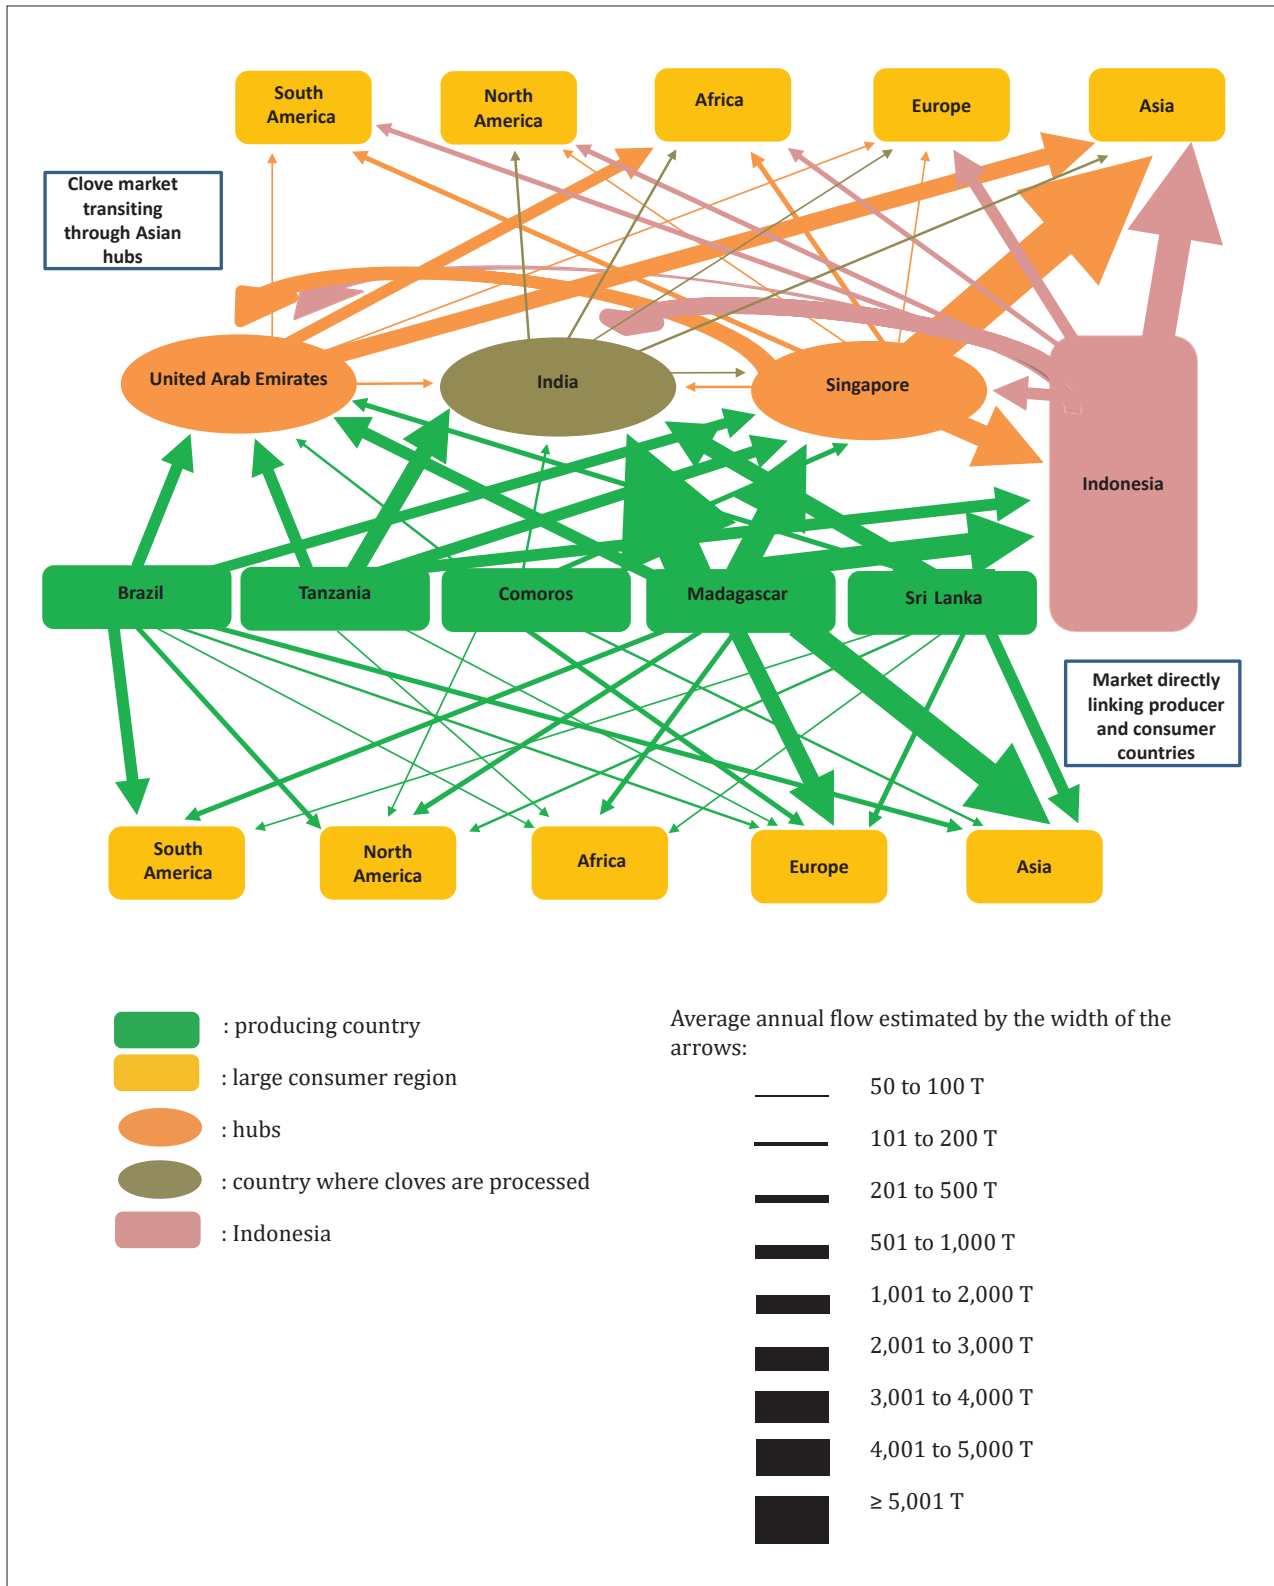 South
America
North
America
Africa
Europe
Asia
Clove market
transiting
through Asian
hubs
United Arab Emirates
India
Singapore
Indonesia
Brazil
Tanzania
Comoros
Madagascar
Sri Lanka
Market directly
linking producer
and consumer
countries
South
America
North
America
Africa
Europe
Asia
: producing country
: large consumer region
: hubs
: country where cloves are processed
: Indonesia
Average annual flow estimated by the width of the
arrows:
50 to 100 T
101 to 200 T
201 to 500 T
501 to 1,000 T
1,001 to 2,000 T
2,001 to 3,000 T
3,001 to 4,000 T
4,001 to 5,000 T
≥ 5,001 T